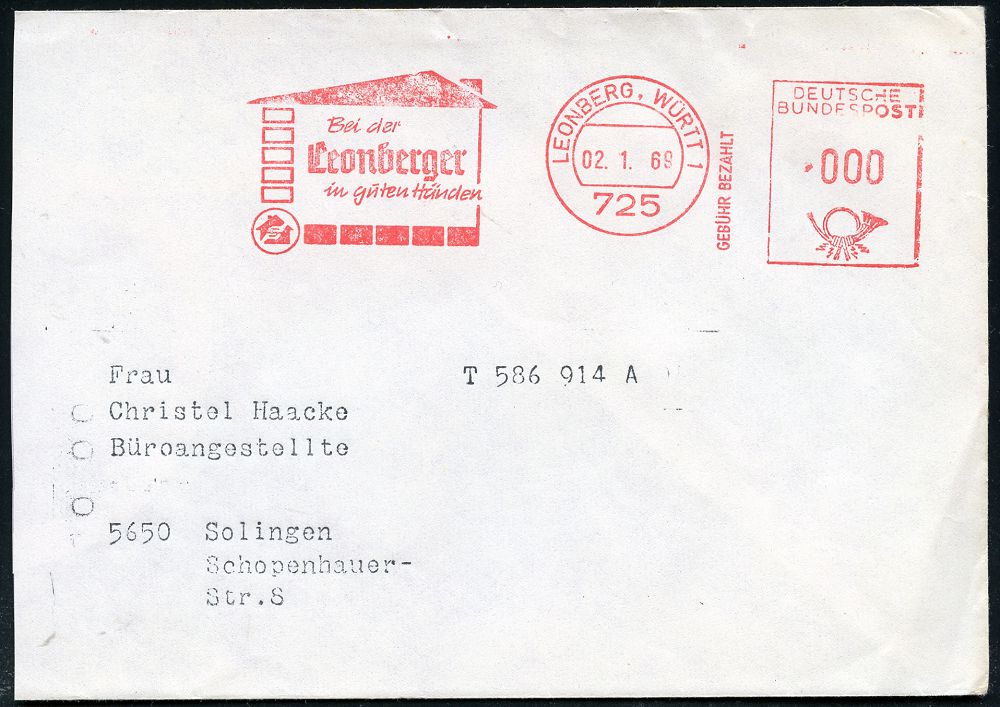 Bei der
Leonberger
in guten Händen
LEONBERG, WÜRTT 1
02. 1. 69
725
GEBÜHR BEZAHLT
DEUTSCHE
BUNDESPOST
000
Frau
T 586 914 A
Christel Haacke
Büroangestellte
5650 Solingen
Schopenhauer-
Str.8